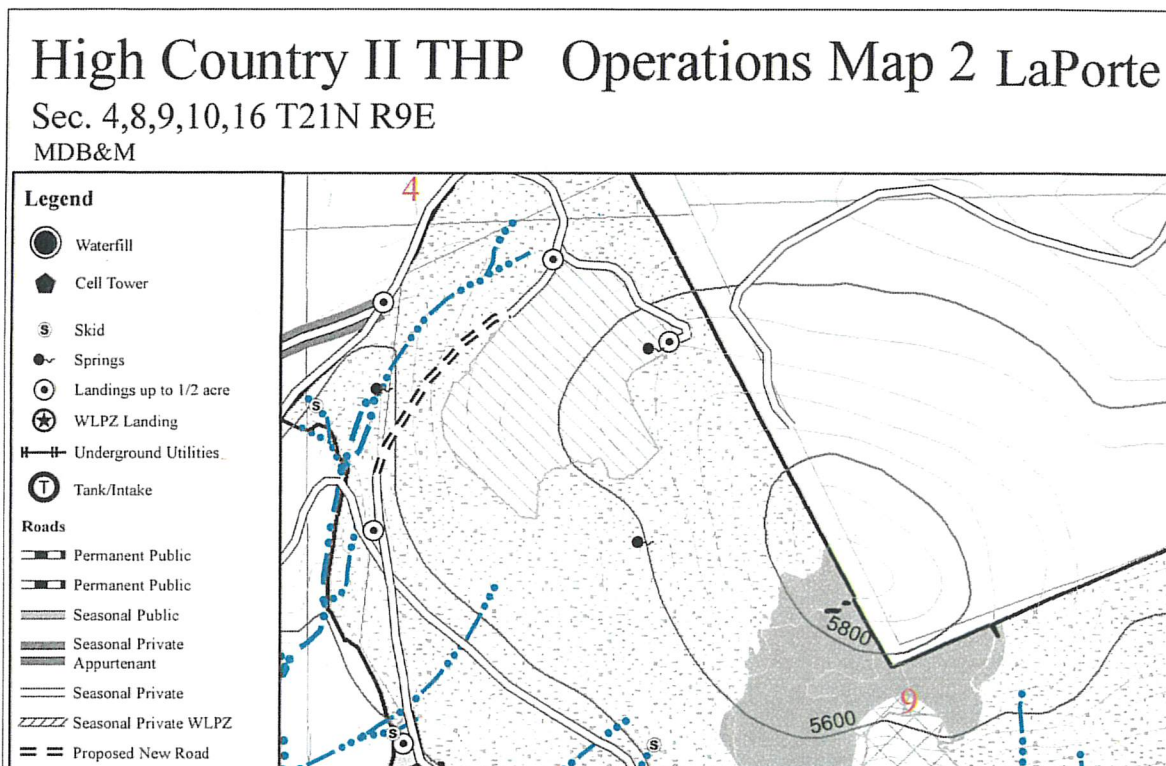 High Country II THP Operations Map 2 LaPorte
Sec. 4,8,9,10,16 T21N R9E
MDB&M
Legend
Waterfill
Cell Tower
S Skid
Springs
Landings up to 1/2 acre
WLPZ Landing
Underground Utilities
T Tank/Intake
Roads
Permanent Public
Permanent Public
Seasonal Public
Seasonal Private
Appurtenant
Seasonal Private
Seasonal Private WLPZ
Proposed New Road
4
S
5800
9
5600
S
S